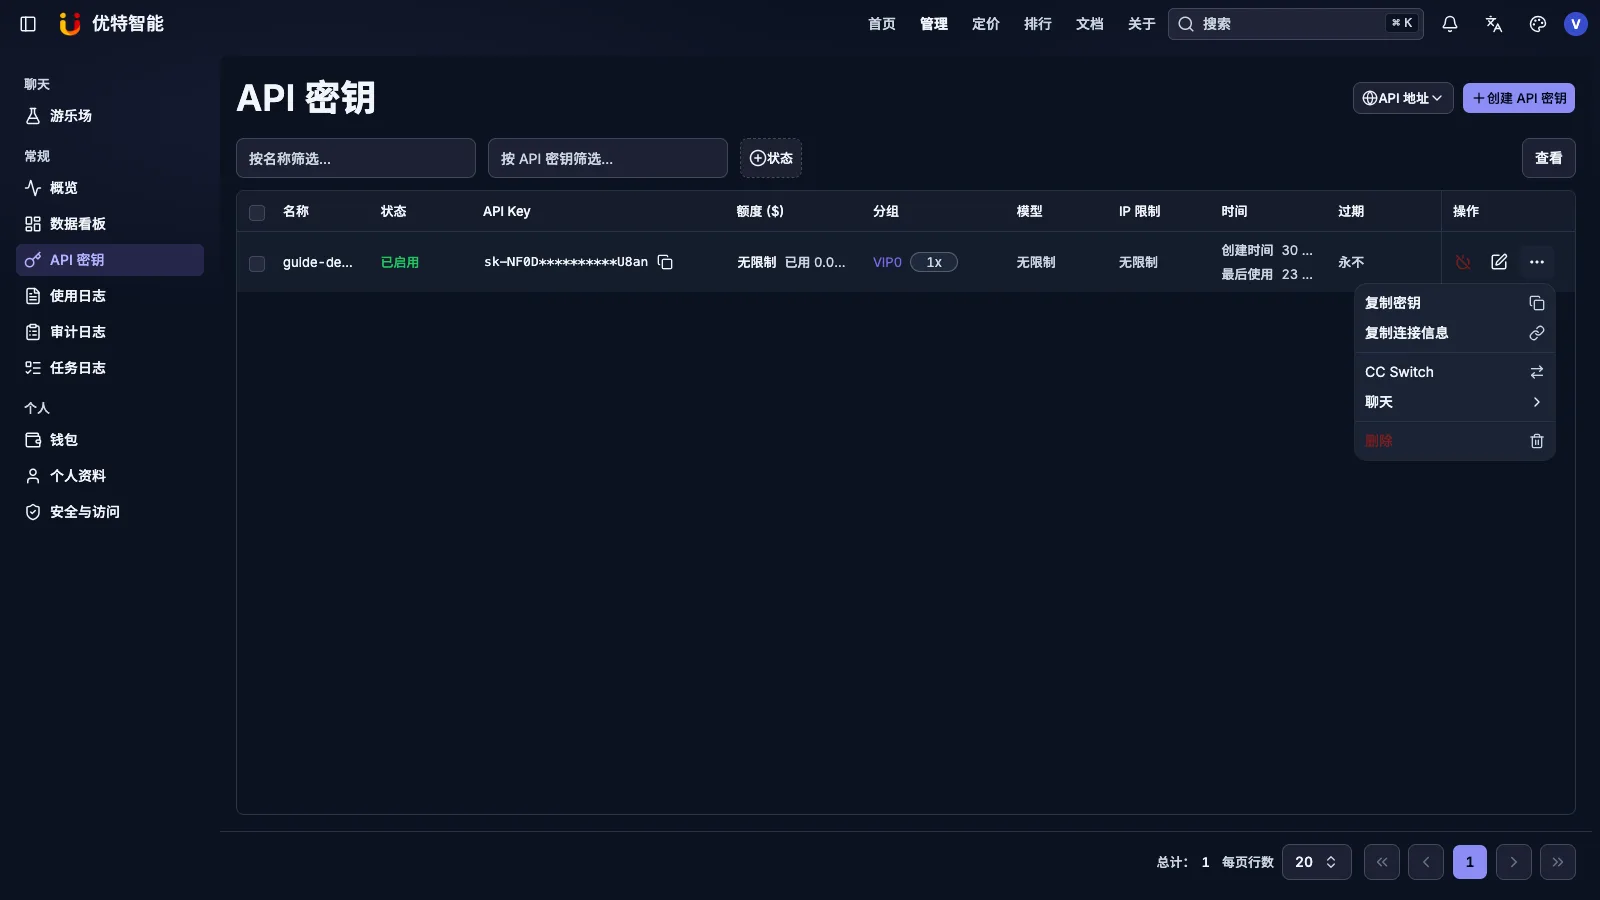 优特智能
首页 管理 定价 排行 文档 关于 搜索 ⌘ K V
聊天
游乐场
常规
概览
数据看板
API 密钥
使用日志
审计日志
任务日志
个人
钱包
个人资料
安全与访问
API 密钥
API 地址 创建 API 密钥
按名称筛选... 按 API 密钥筛选... 状态 查看
名称 状态 API Key 额度 ($) 分组 模型 IP 限制 时间 过期 操作
guide-de... 已启用 sk-NF0D**********U8an 无限制 已用 0.0... VIP0 1x 无限制 无限制 创建时间 30 ... 永不
最后使用 23 ...
复制密钥
复制连接信息
CC Switch
聊天
删除
总计： 1 每页行数 20 1